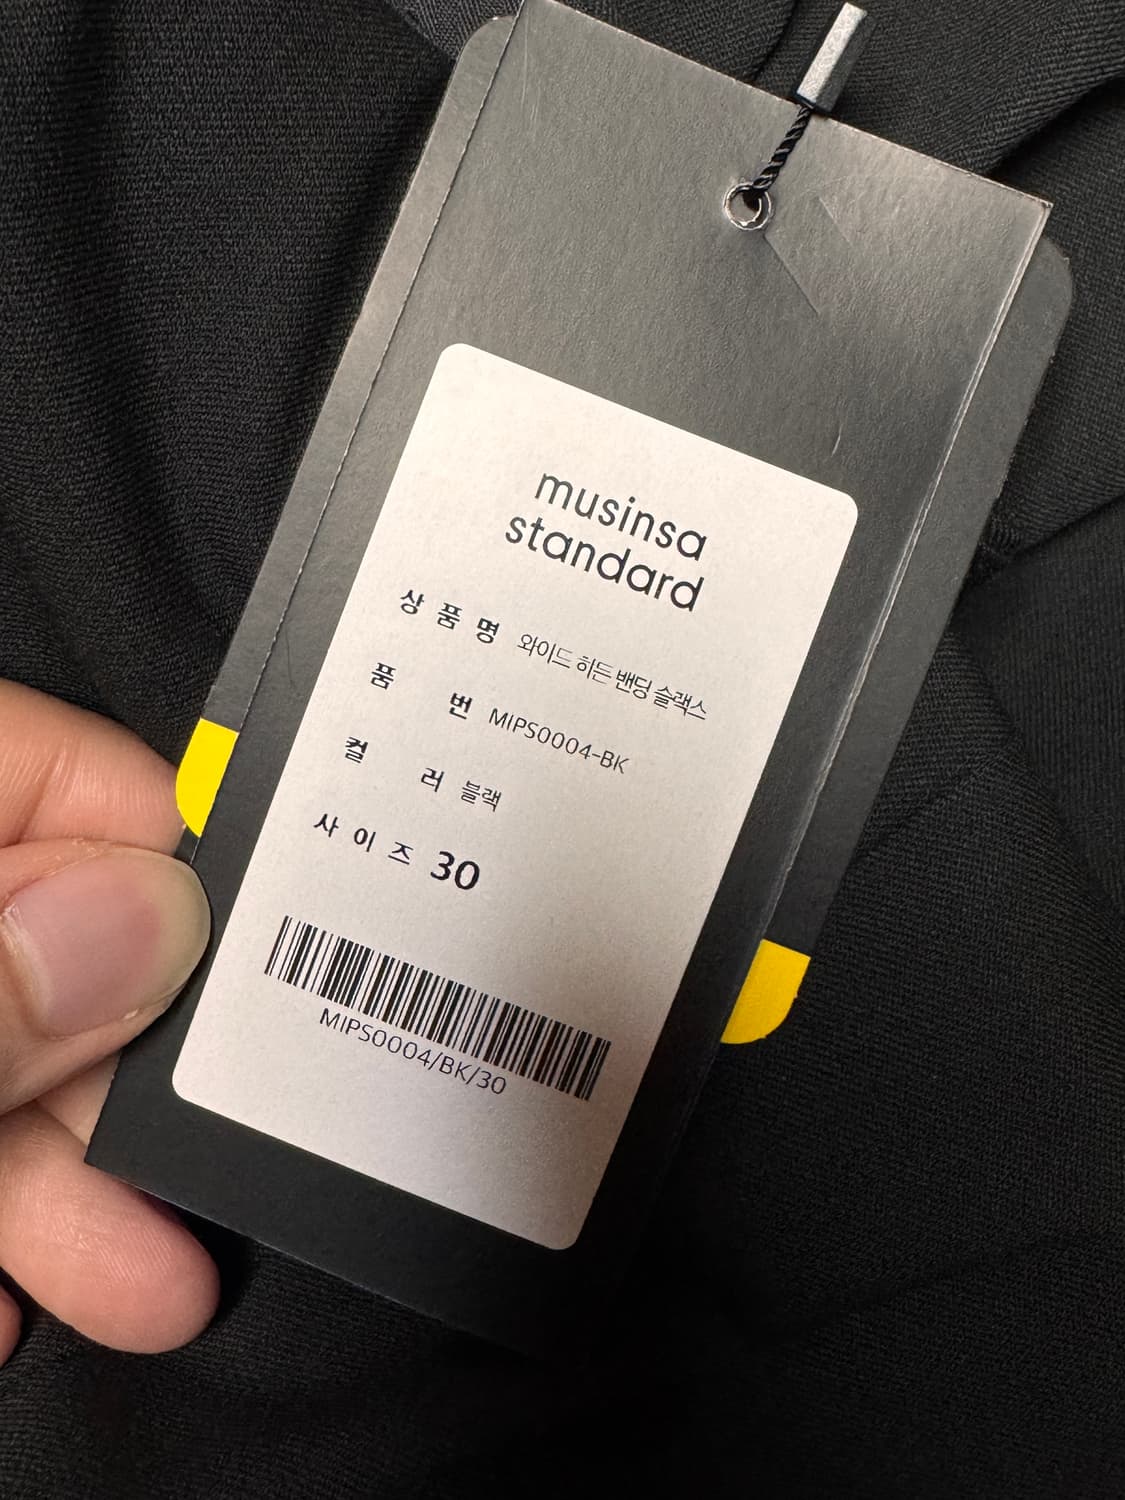 musinsa
standard
상품명 와이드 히든 밴딩 슬랙스
품번 MIPS0004-BK
컬러 블랙
사이즈 30
MIPS0004/BK/30